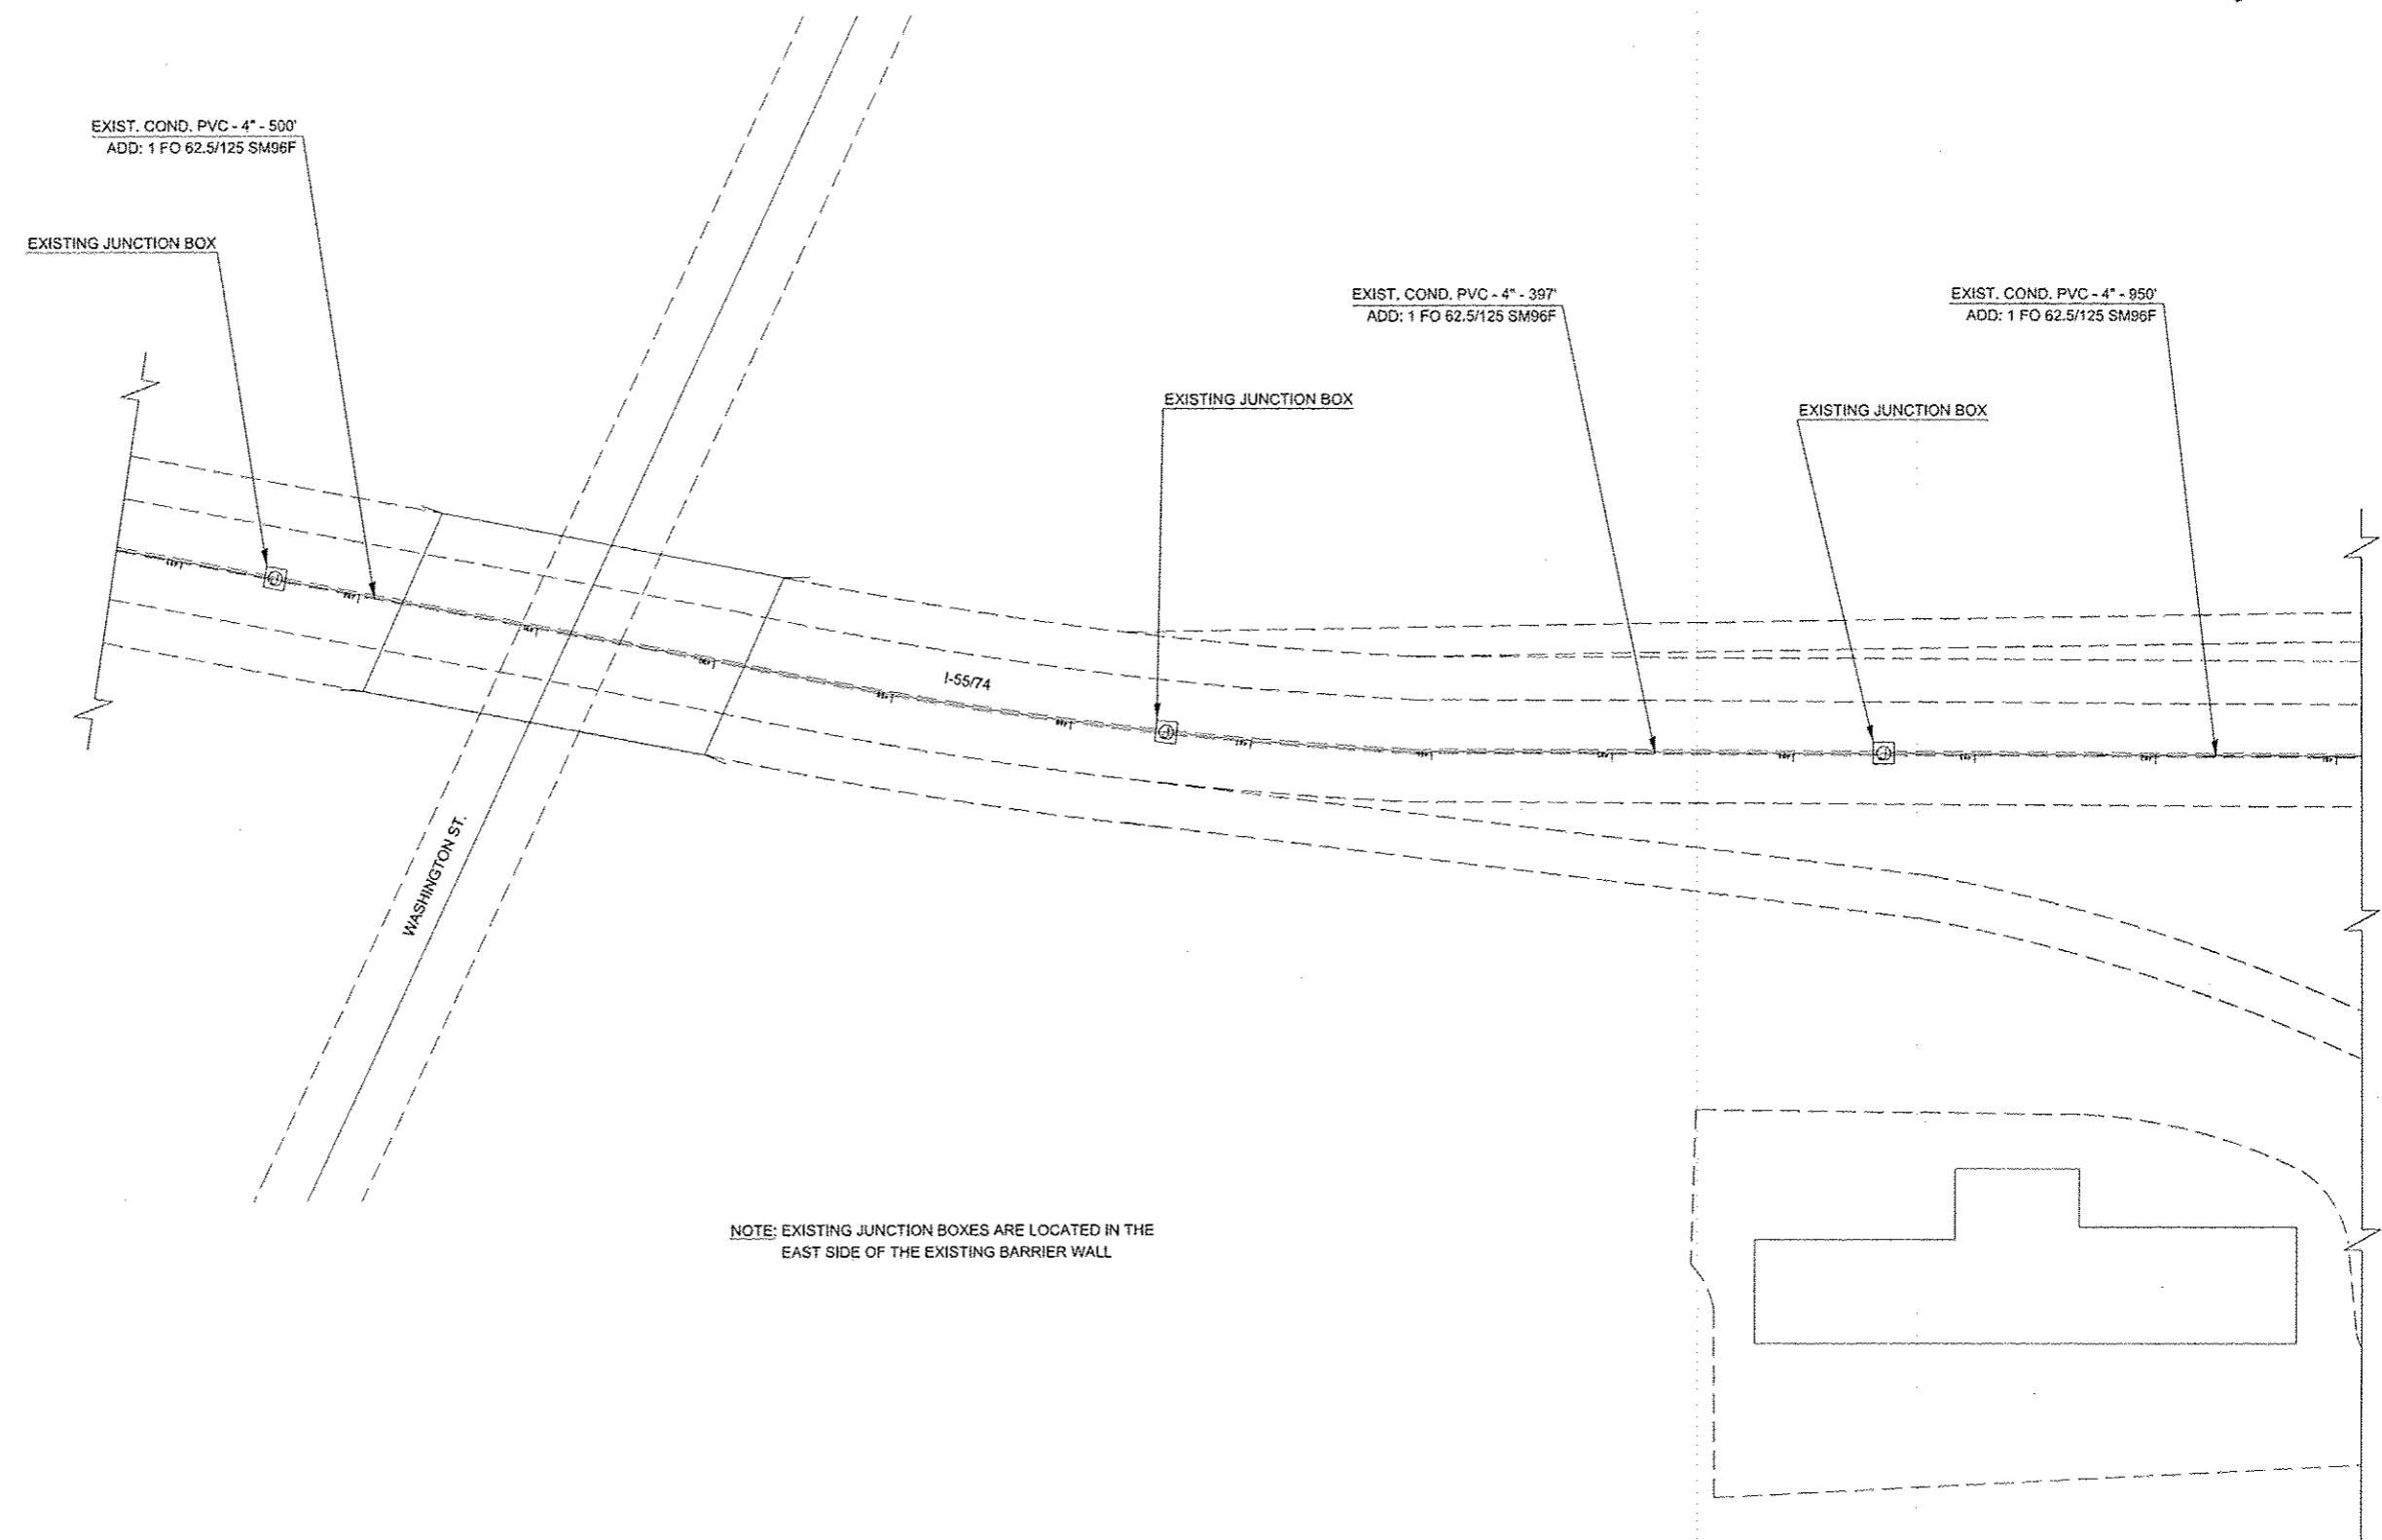 EXIST. COND. PVC - 4" - 500'
ADD: 1 FO 62.5/125 SM96F
EXISTING JUNCTION BOX
EXIST. COND. PVC - 4" - 397'
ADD: 1 FO 62.5/125 SM96F
EXIST. COND. PVC - 4" - 950'
ADD: 1 FO 62.5/125 SM96F
EXISTING JUNCTION BOX
EXISTING JUNCTION BOX
I-55/74
WASHINGTON ST.
NOTE: EXISTING JUNCTION BOXES ARE LOCATED IN THE
EAST SIDE OF THE EXISTING BARRIER WALL